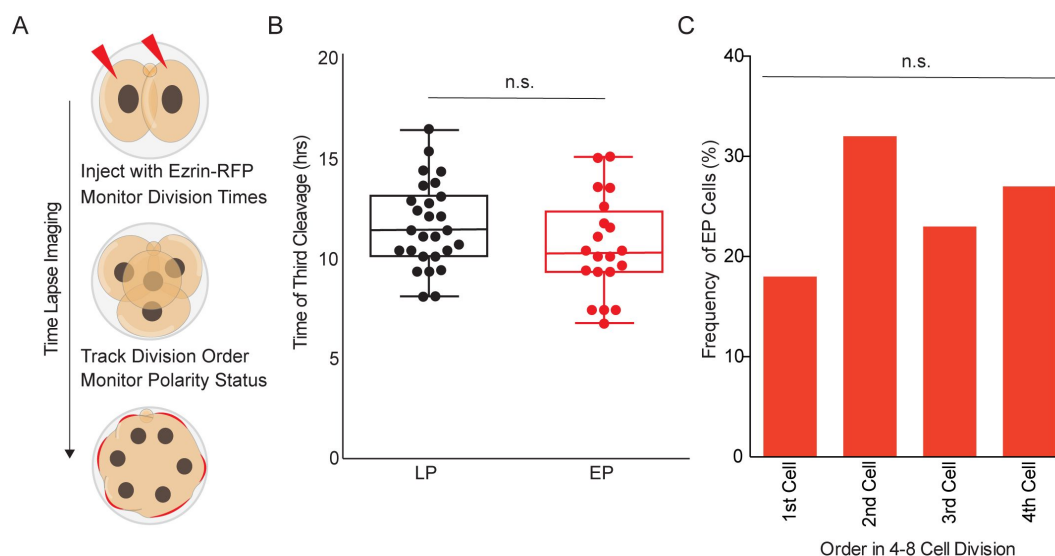 A
Time Lapse Imaging
Inject with Ezrin-RFP
Monitor Division Times
Track Division Order
Monitor Polarity Status
B
n.s.
Time of Third Cleavage (hrs)
20
15
10
5
0
LP
EP
C
n.s.
Frequency of EP Cells (%)
40
30
20
10
0
1st Cell
2nd Cell
3rd Cell
4th Cell
Order in 4-8 Cell Division